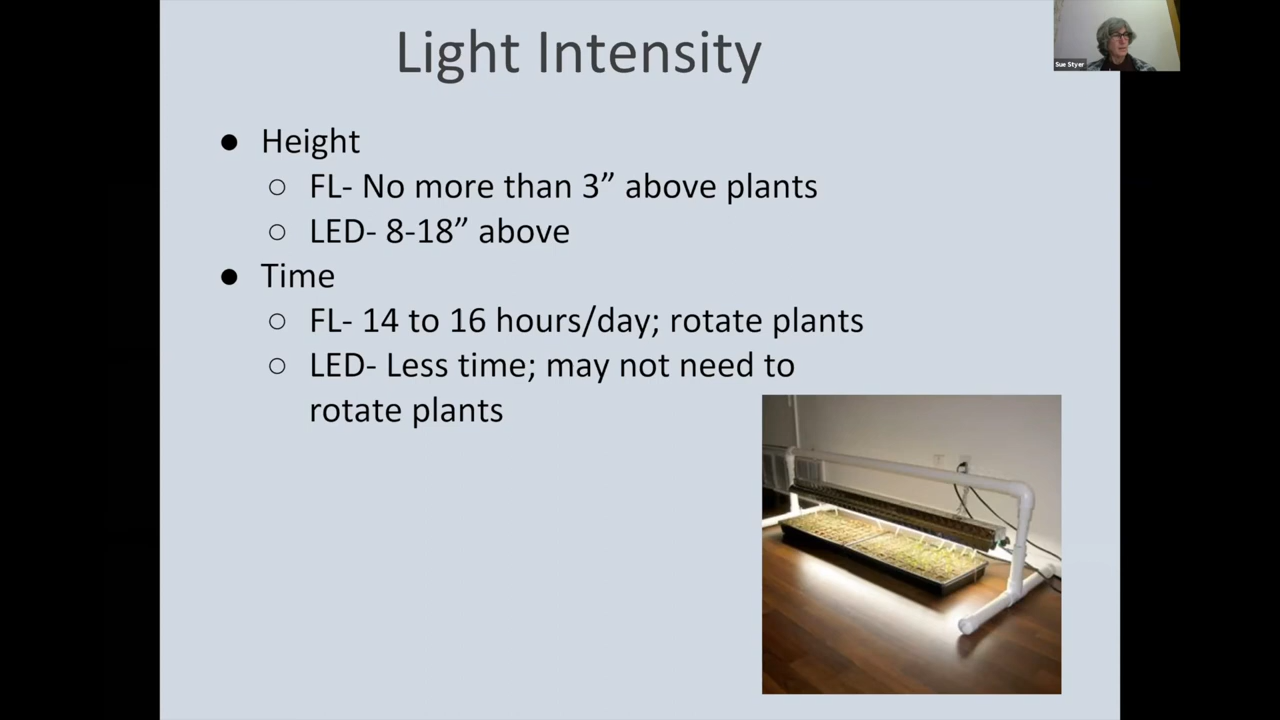 Light Intensity
Sue Styer
● Height
○ FL- No more than 3” above plants
○ LED- 8-18” above
● Time
○ FL- 14 to 16 hours/day; rotate plants
○ LED- Less time; may not need to
rotate plants